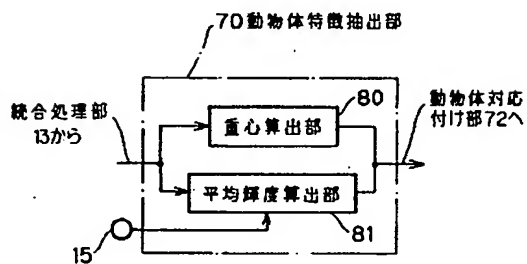 70動物体特徴抽出部
80
統合処理部
13から
重心算出部
動物体対応
付け部72へ
平均輝度算出部
15
81